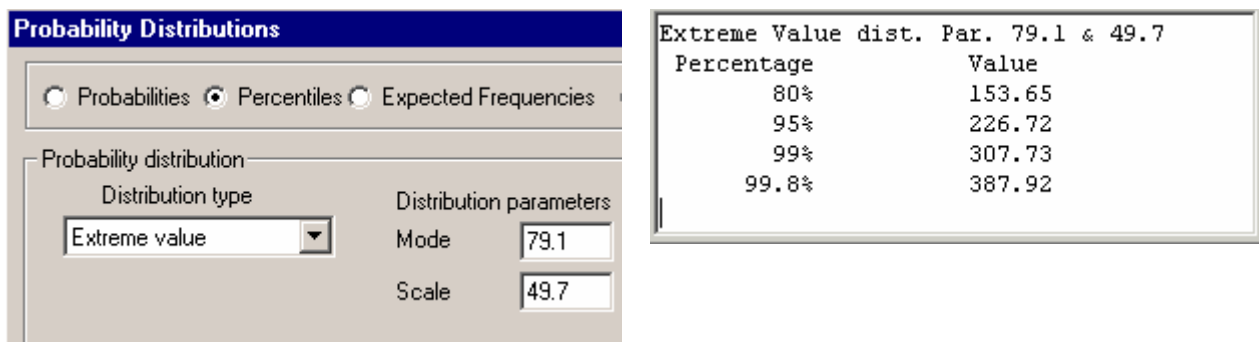 Probability Distributions
Probabilities Percentiles Expected Frequencies
Probability distribution
Distribution type
Distribution parameters
Extreme value
Mode 79.1
Scale 49.7
Extreme Value dist. Par. 79.1 & 49.7
Percentage Value
80% 153.65
95% 226.72
99% 307.73
99.8% 387.92